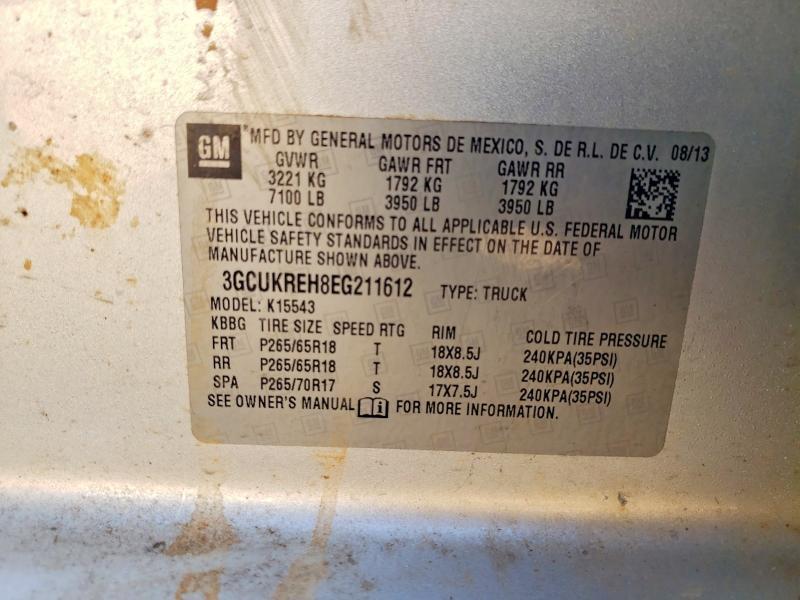 GM *MFD BY GENERAL MOTORS DE MEXICO, S. DE R.L. DE C.V. 08/13
GVWR GAWR FRT GAWR RR
3221 KG 1792 KG 1792 KG
7100 LB 3950 LB 3950 LB
THIS VEHICLE CONFORMS TO ALL APPLICABLE U.S. FEDERAL MOTOR
VEHICLE SAFETY STANDARDS IN EFFECT ON THE DATE OF
MANUFACTURE SHOWN ABOVE.
3GCUKREH8EG211612 TYPE: TRUCK
MODEL: K15543
KBBG TIRE SIZE SPEED RTG RIM COLD TIRE PRESSURE
FRT P265/65R18 T 18X8.5J 240KPA(35PSI)
RR P265/65R18 T 18X8.5J 240KPA(35PSI)
SPA P265/70R17 S 17X7.5J 240KPA(35PSI)
SEE OWNER'S MANUAL i FOR MORE INFORMATION.